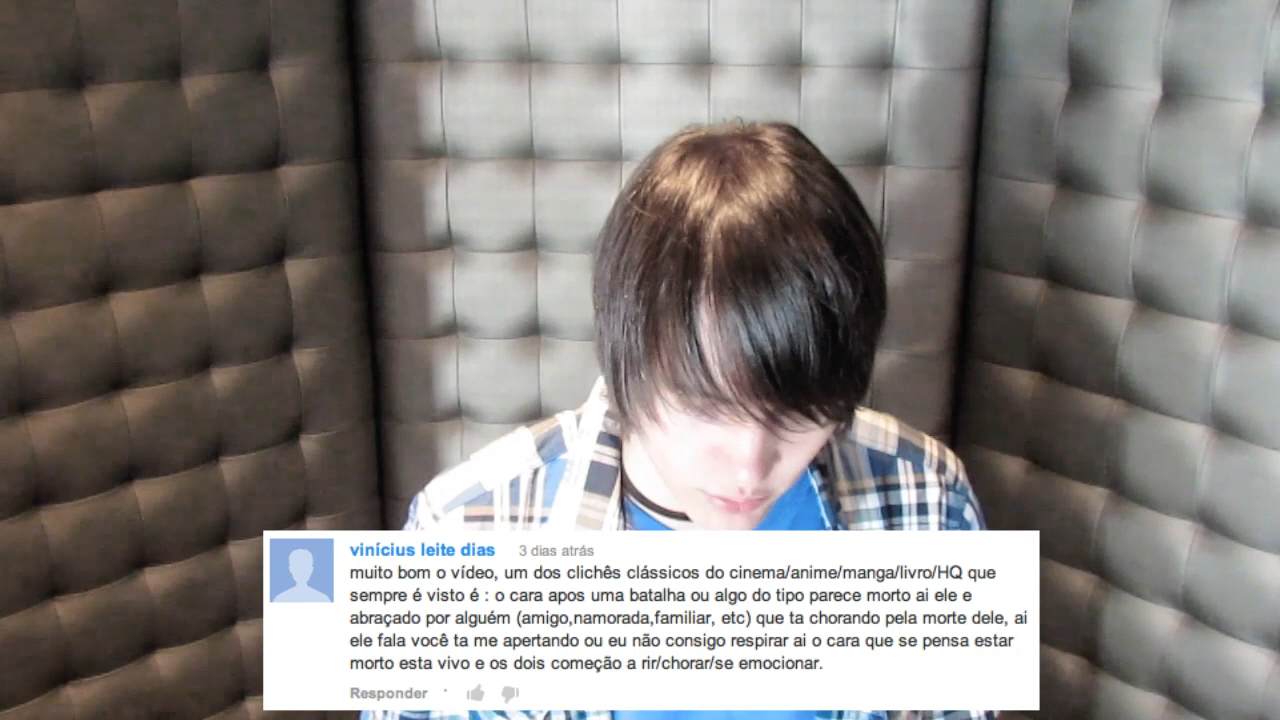 vinícius leite dias 3 dias atrás
muito bom o vídeo, um dos clichês clássicos do cinema/anime/manga/livro/HQ que
sempre é visto é : o cara apos uma batalha ou algo do tipo parece morto ai ele e
abraçado por alguém (amigo,namorada,familiar, etc) que ta chorando pela morte dele, ai
ele fala você ta me apertando ou eu não consigo respirar ai o cara que se pensa estar
morto esta vivo e os dois começão a rir/chorar/se emocionar.
Responder ·